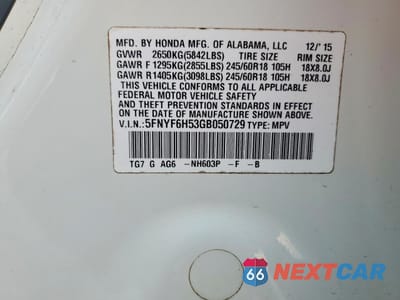 MFD. BY HONDA MFG. OF ALABAMA, LLC 12/'15
GVWR 2650KG(5842LBS) TIRE SIZE RIM SIZE
GAWR F 1295KG(2855LBS) 245/60R18 105H 18X8.0J
GAWR R 1405KG(3098LBS) 245/60R18 105H 18X8.0J
THIS VEHICLE CONFORMS TO ALL APPLICABLE
FEDERAL MOTOR VEHICLE SAFETY STANDARDS
IN EFFECT ON THE DATE OF MANUFACTURE
SHOWN ABOVE.
V.I.N.: 5FNYF6H53GB050729 TYPE: MPV
TG7 G AG6 -NH603P -F -B
66 NEXTCAR